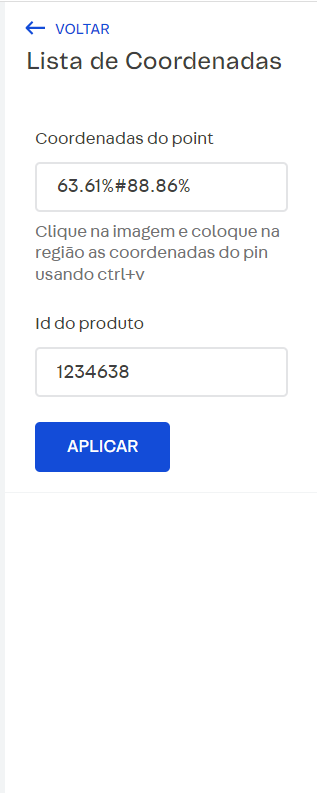 VOLTAR
Lista de Coordenadas
Coordenadas do point
63.61%#88.86%
Clique na imagem e coloque na
região as coordenadas do pin
usando ctrl+v
Id do produto
1234638
APLICAR